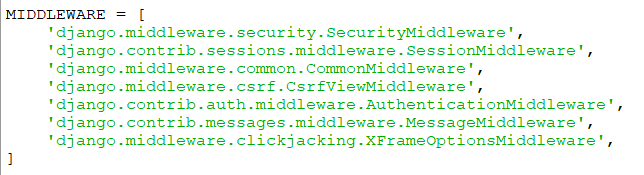 MIDDLEWARE = [
    'django.middleware.security.SecurityMiddleware',
    'django.contrib.sessions.middleware.SessionMiddleware',
    'django.middleware.common.CommonMiddleware',
    'django.middleware.csrf.CsrfViewMiddleware',
    'django.contrib.auth.middleware.AuthenticationMiddleware',
    'django.contrib.messages.middleware.MessageMiddleware',
    'django.middleware.clickjacking.XFrameOptionsMiddleware',
]